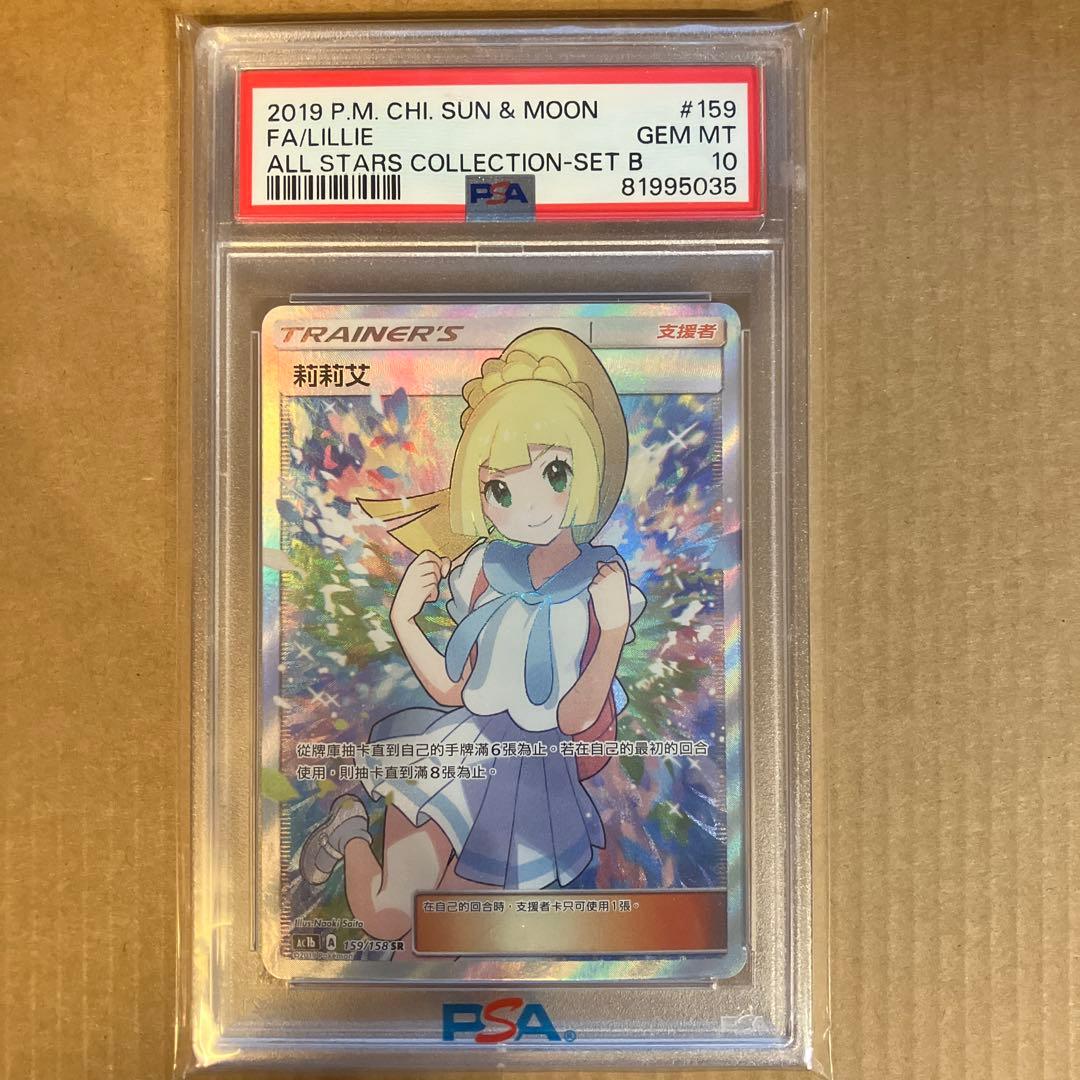 2019 P.M. CHI. SUN & MOON #159
FA/LILLIE GEM MT
ALL STARS COLLECTION-SET B 10
PSA 81995035
TRAINER'S 支援者
莉莉艾
從牌庫抽卡直到自己的手牌滿6張為止。若在自己的最初的回合
使用,則抽卡直到滿8張為止。
在自己的回合時,支援者卡只可使用1張。
Illus. Naoki Saito
AC1b A 159/158 SR
©2019 Pokémon
PSA®